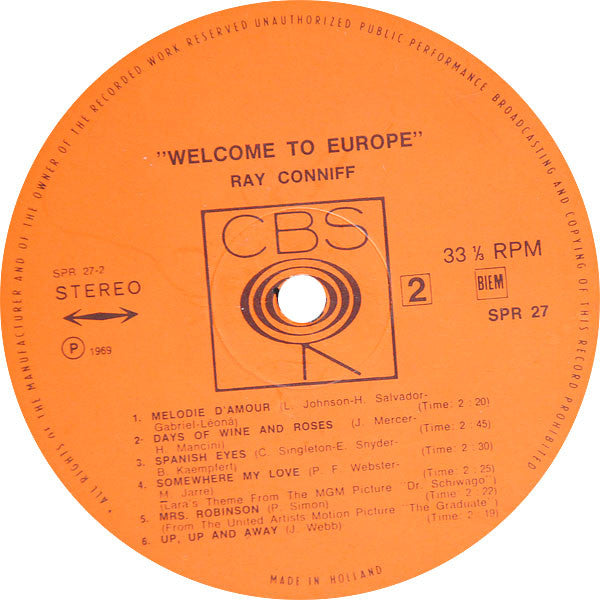 * ALL RIGHTS OF THE MANUFACTURER AND OF THE OWNER OF THE RECORDED WORK RESERVED UNAUTHORIZED PUBLIC PERFORMANCE BROADCASTING AND COPYING OF THIS RECORD PROHIBITED
"WELCOME TO EUROPE"
RAY CONNIFF
CBS
SPR 27-2
STEREO
P 1969
2
33 ⅓ RPM
BIEM
SPR 27
1. MELODIE D'AMOUR (L. Johnson-H. Salvador-
Gabriel-Léona) (Time: 2 : 20)
2- DAYS OF WINE AND ROSES (J. Mercer-
H. Mancini) (Time: 2 : 45)
3. SPANISH EYES (C. Singleton-E. Snyder-
B. Kaempfert) (Time: 2 : 30)
4. SOMEWHERE MY LOVE (P. F. Webster-
M. Jarre) (Time: 2 : 25)
(Lara's Theme From The MGM Picture "Dr. Schiwago")
5. MRS. ROBINSON (P. Simon) (Time: 2 : 22)
(From The United Artists Motion Picture "The Graduate")
6. UP, UP AND AWAY (J. Webb) (Time: 2 : 19)
MADE IN HOLLAND